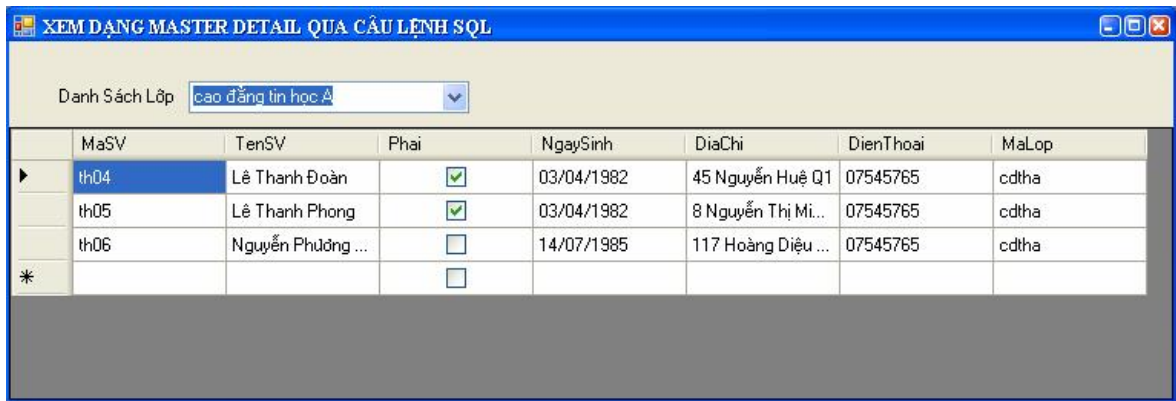 XEM DẠNG MASTER DETAIL QUA CÂU LỆNH SQL
Danh Sách Lớp cao đẳng tin học A
MaSV TenSV Phai NgaySinh DiaChi DienThoai MaLop
th04 Lê Thanh Đoàn 03/04/1982 45 Nguyễn Huệ Q1 07545765 cdtha
th05 Lê Thanh Phong 03/04/1982 8 Nguyễn Thị Mi... 07545765 cdtha
th06 Nguyễn Phương ... 14/07/1985 117 Hoàng Diệu ... 07545765 cdtha